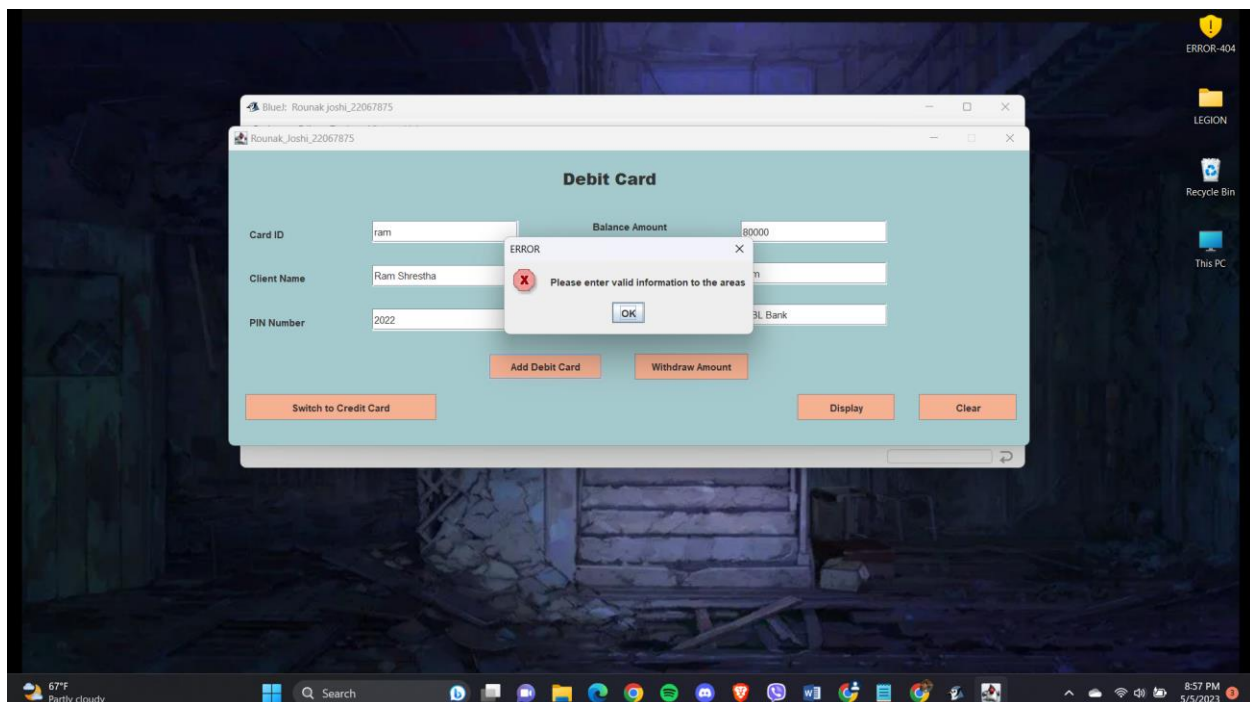 ERROR-404
BlueJ: Rounak joshi_22067875
LEGION
Rounak_Joshi_22067875
Debit Card
Recycle Bin
Card ID
ram
Balance Amount
80000
ERROR
This PC
Client Name
Ram Shrestha
Please enter valid information to the areas
OK
PIN Number
2022
BL Bank
Add Debit Card
Withdraw Amount
Switch to Credit Card
Display
Clear
67°F
Partly cloudy
Search
8:57 PM
5/5/2023
3